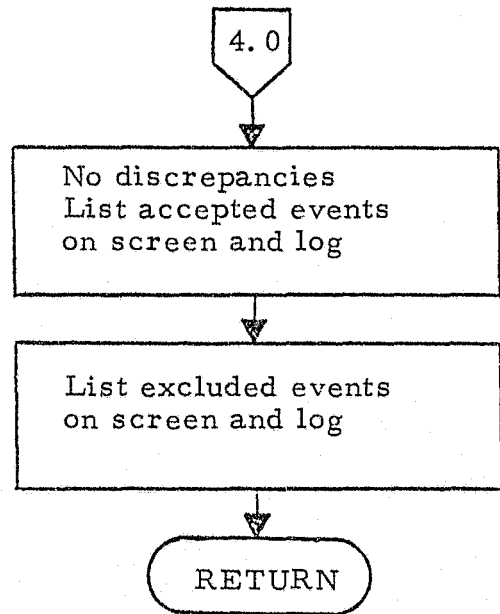 4.0
No discrepancies
List accepted events
on screen and log
List excluded events
on screen and log
RETURN